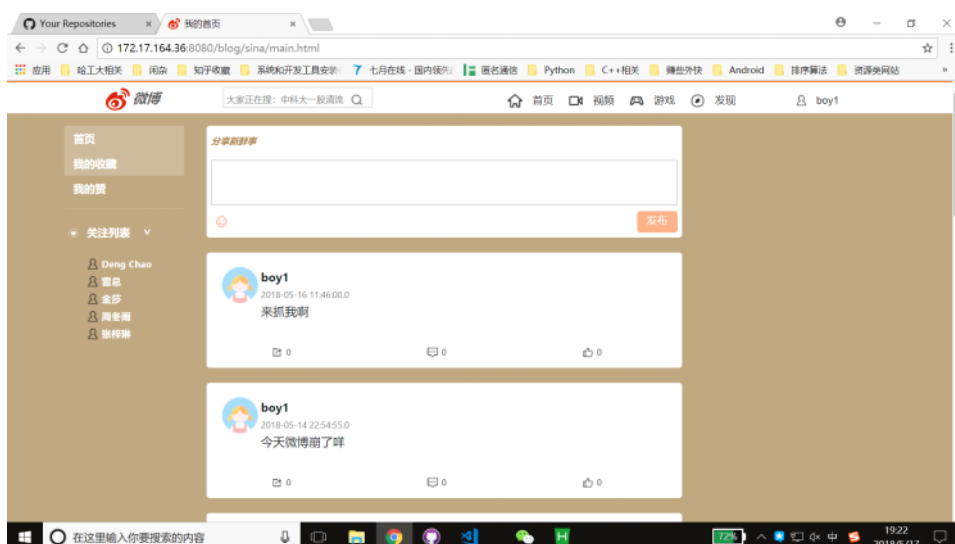 Your Repositories × 我的首页 ×
172.17.164.36:8080/blog/sina/main.html
应用 哈工大相关 闲杂 知乎收藏 系统和开发工具安装 七月在线 - 国内领先 匿名通信 Python C++相关 赚些外快 Android 排序算法 资源类网站 »
微博 大家正在搜：中科大一股清流 首页 视频 游戏 发现 boy1
首页
我的收藏
我的赞
关注列表 ∨
Deng Chao
雷总
金莎
周冬雨
张梓琳
分享新鲜事
发布
boy1
2018-05-16 11:46:00.0
来抓我啊
0 0 0
boy1
2018-05-14 22:54:55.0
今天微博崩了咩
0 0 0
在这里输入你要搜索的内容 72% 中 19:22
2018/5/17